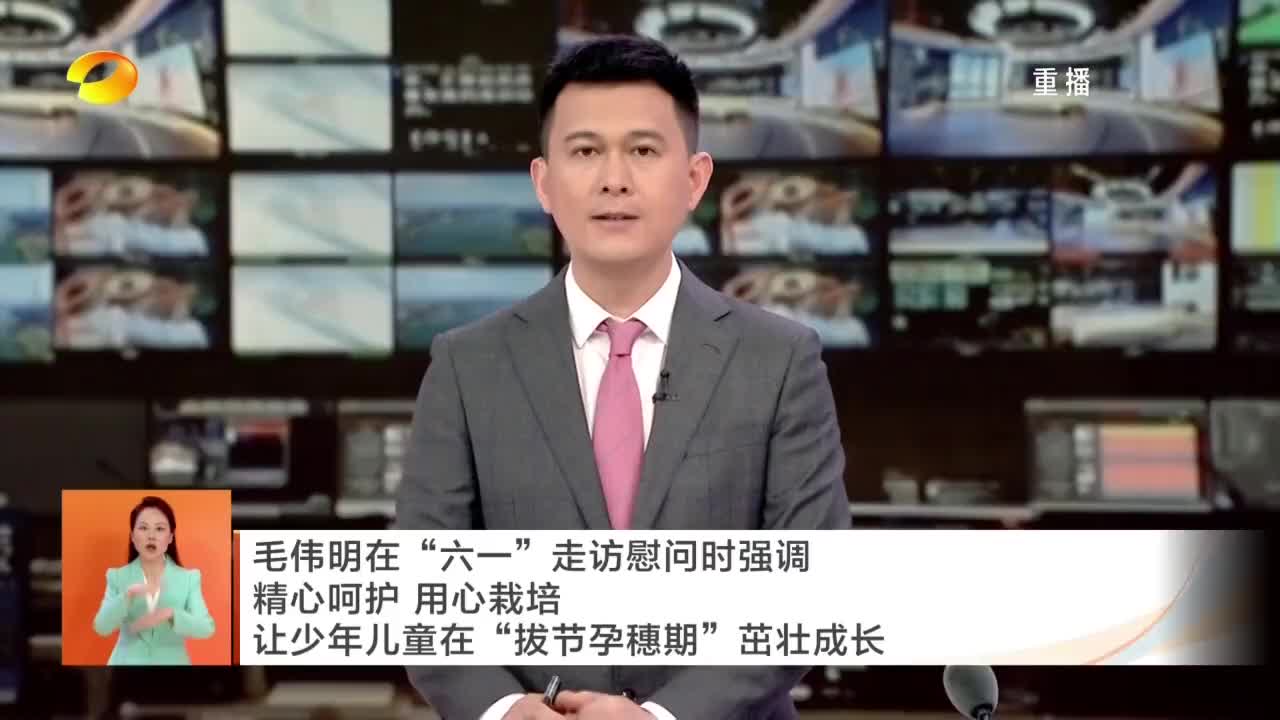 重播
毛伟明在“六一”走访慰问时强调
精心呵护 用心栽培
让少年儿童在“拔节孕穗期”茁壮成长